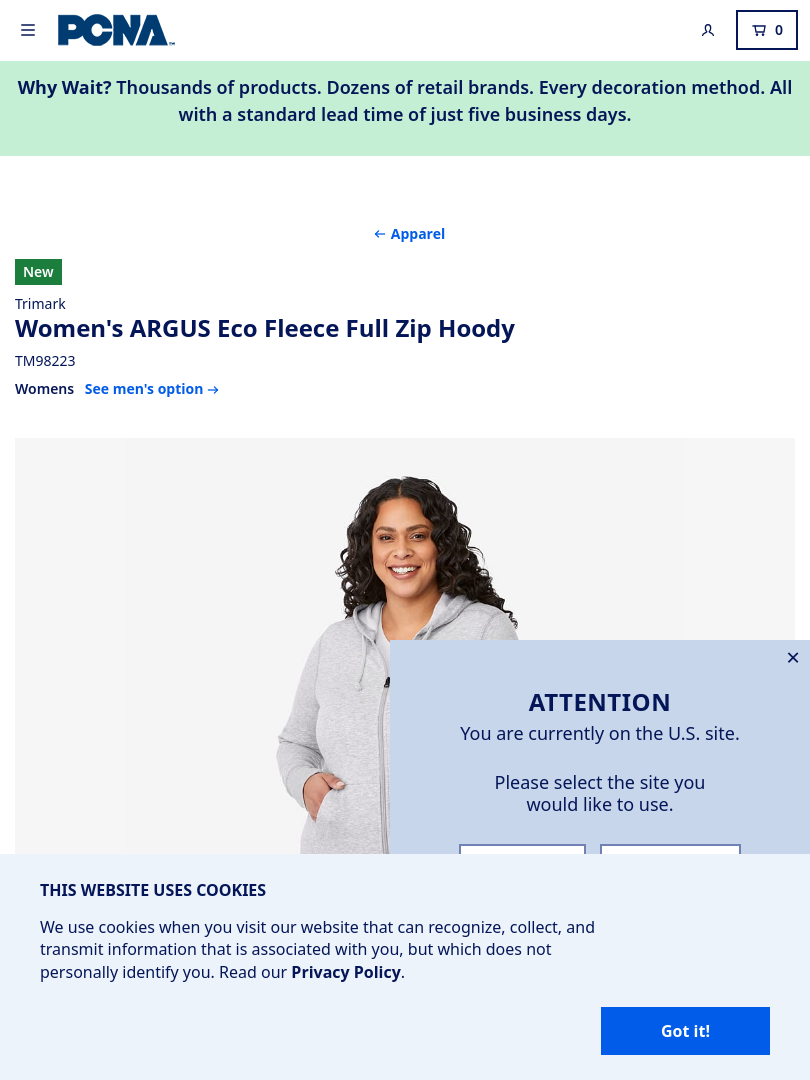 PCNA™
0
Why Wait? Thousands of products. Dozens of retail brands. Every decoration method. All
with a standard lead time of just five business days.
← Apparel
New
Trimark
Women's ARGUS Eco Fleece Full Zip Hoody
TM98223
Womens See men's option →
ATTENTION
You are currently on the U.S. site.
Please select the site you
would like to use.
THIS WEBSITE USES COOKIES
We use cookies when you visit our website that can recognize, collect, and
transmit information that is associated with you, but which does not
personally identify you. Read our Privacy Policy.
Got it!